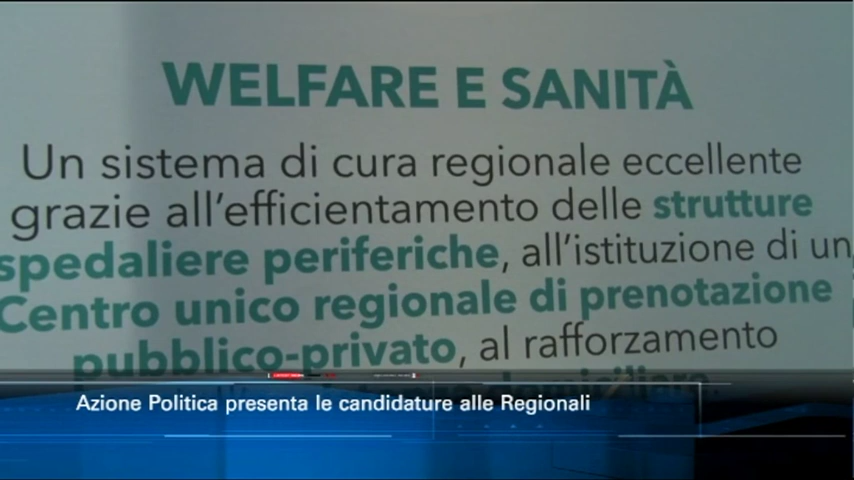 WELFARE E SANITÀ
Un sistema di cura regionale eccellente
grazie all'efficientamento delle strutture
spedaliere periferiche, all'istituzione di un
Centro unico regionale di prenotazione
pubblico-privato, al rafforzamento
Azione Politica presenta le candidature alle Regionali